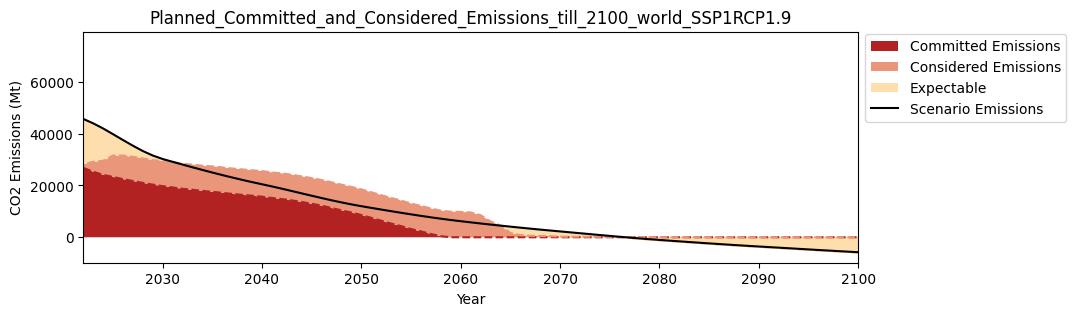 Planned_Committed_and_Considered_Emissions_till_2100_world_SSP1RCP1.9
CO2 Emissions (Mt)
60000
40000
20000
0
2030 2040 2050 2060 2070 2080 2090 2100
Year
Committed Emissions
Considered Emissions
Expectable
Scenario Emissions